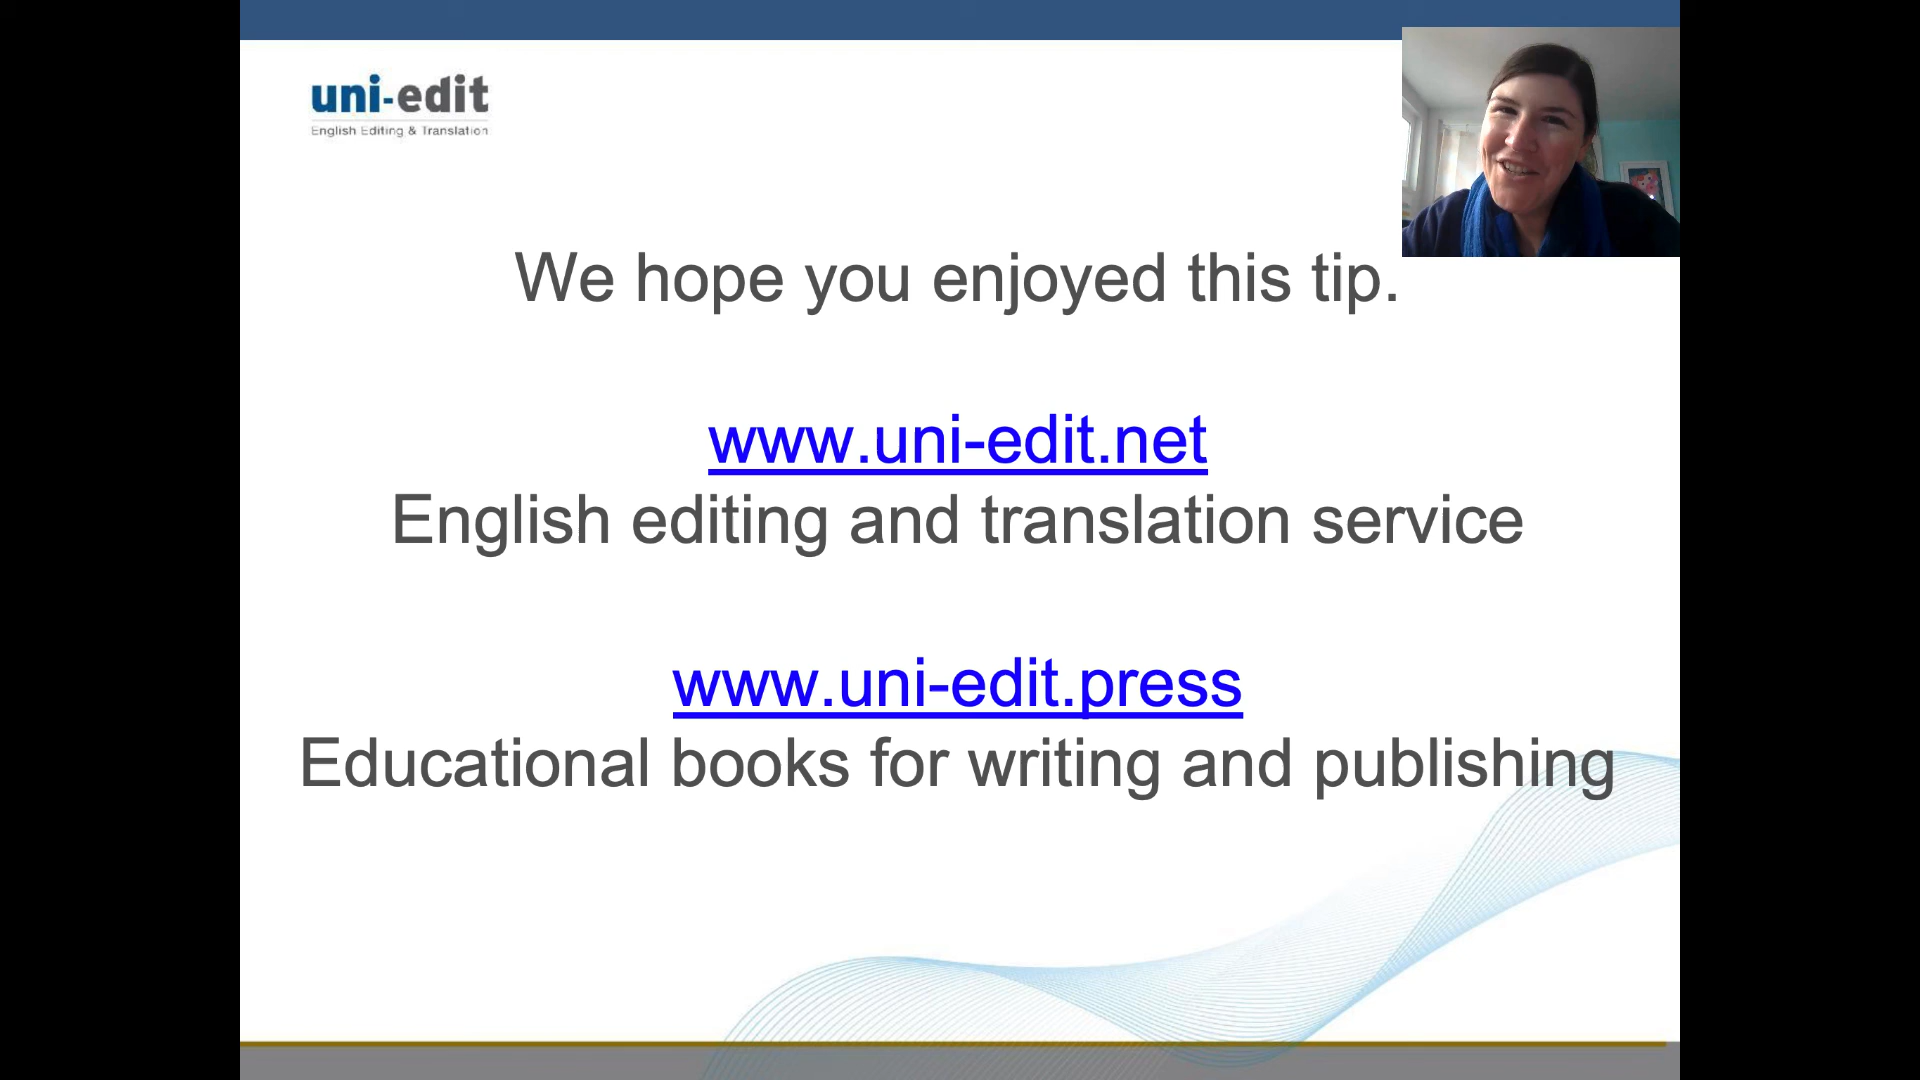 uni-edit
English Editing & Translation
We hope you enjoyed this tip.
www.uni-edit.net
English editing and translation service
www.uni-edit.press
Educational books for writing and publishing